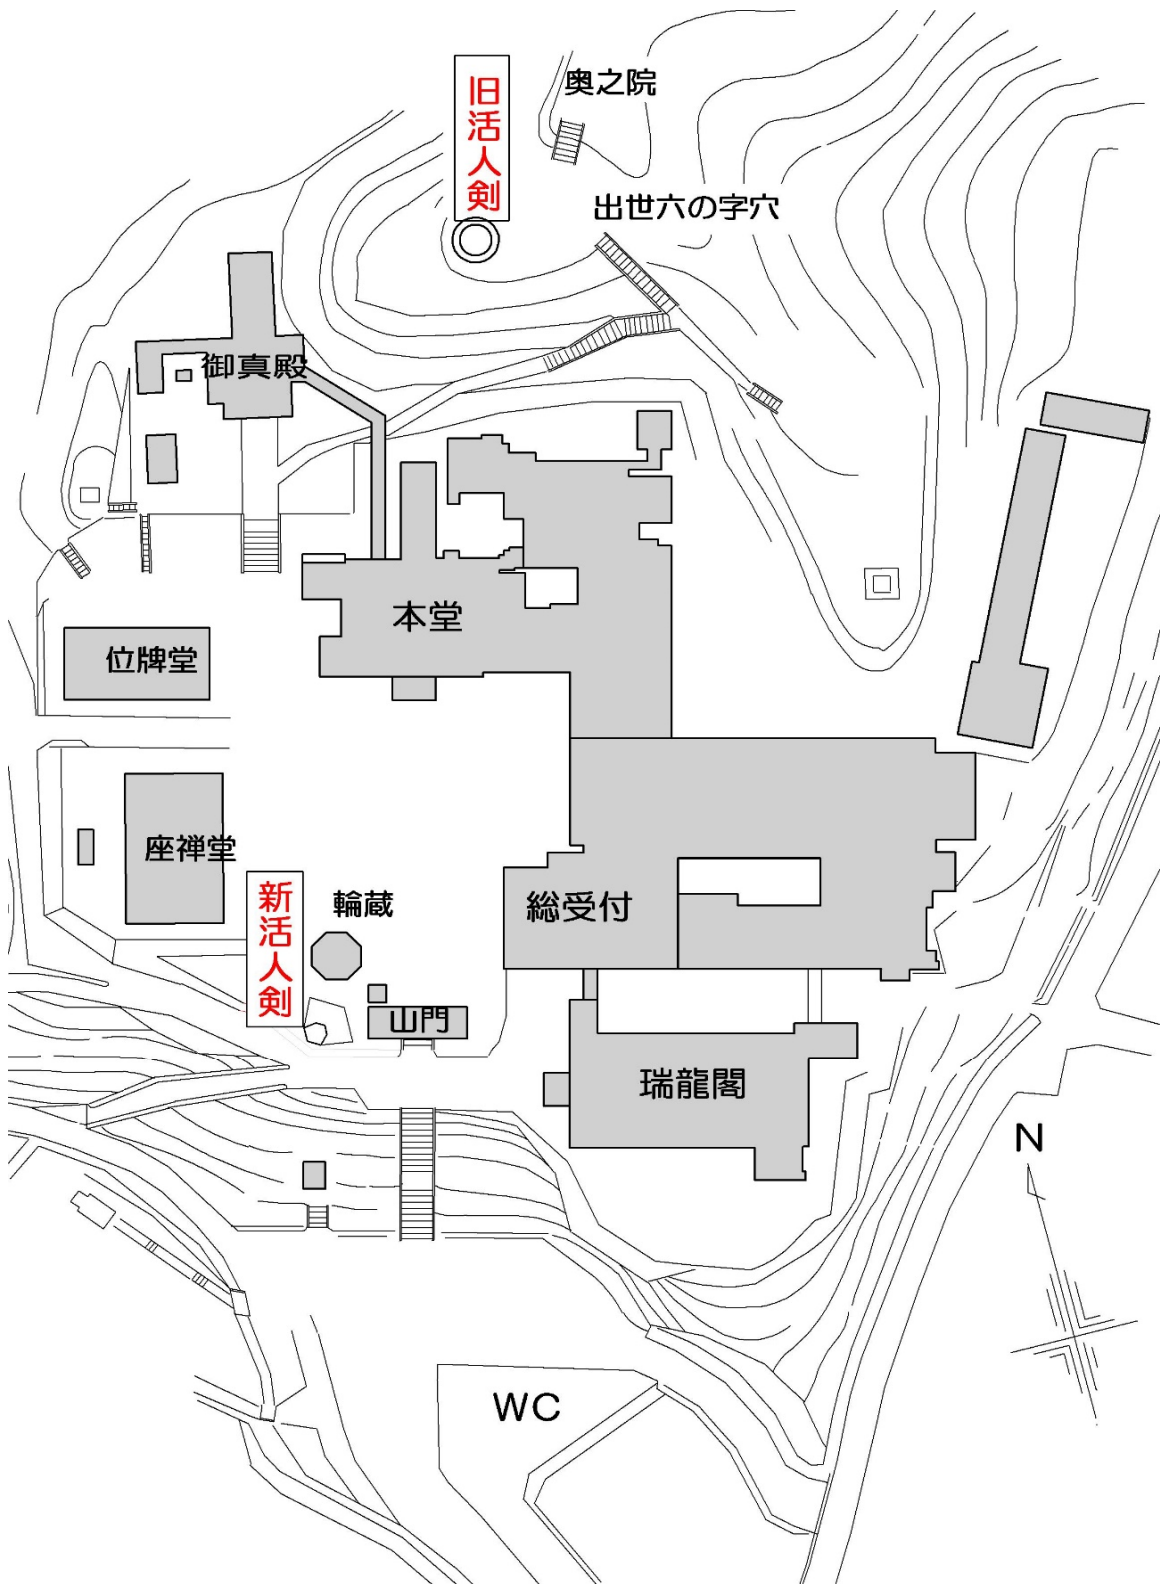 奥之院
旧活人剣
出世六の字穴
御真殿
本堂
位牌堂
座禅堂
新活人剣
輪蔵
総受付
山門
瑞龍閣
N
WC